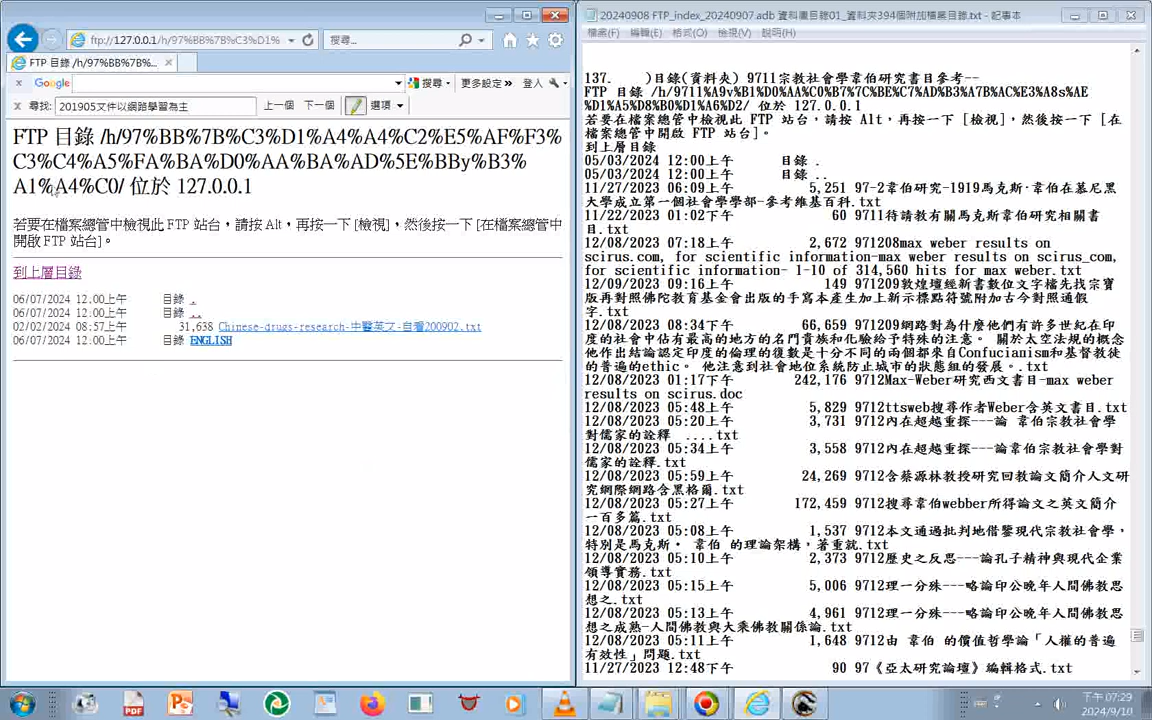 ftp://127.0.0.1/h/97%BB%7B%C3%D1%
搜尋...
FTP 目錄 /h/97%BB%7B%...
Google
搜尋
更多設定 »
登入
尋找: 201905文件以網路學習為主
上一個 下一個
選項
FTP 目錄 /h/97%BB%7B%C3%D1%A4%A4%C2%E5%AF%F3%
C3%C4%A5%FA%BA%D0%AA%BA%AD%5E%BBy%B3%
A1%A4%C0/ 位於 127.0.0.1
若要在檔案總管中檢視此 FTP 站台，請按 Alt，再按一下 [檢視]，然後按一下 [在檔案總管中
開啟 FTP 站台]。
到上層目錄
06/07/2024 12.00上午 目錄 .
06/07/2024 12.00上午 目錄 ..
02/02/2024 08:57上午 31,638 Chinese-drugs-research-中醫英文-自看200902.txt
06/07/2024 12.00上午 目錄 ENGLISH
20240908 FTP_index_20240907.adb 資料庫目錄01_資料夾394個附加檔案目錄.txt - 記事本
檔案(F) 編輯(E) 格式(O) 檢視(V) 說明(H)
137. )目錄(資料夾) 9711宗教社會學韋伯研究書目參考--
FTP 目錄 /h/9711%A9v%B1%D0%AA%C0%B7%7C%BE%C7%AD%B3%A7B%AC%E3%A8s%AE
%D1%A5%D8%B0%D1%A6%D2/ 位於 127.0.0.1
若要在檔案總管中檢視此 FTP 站台，請按 Alt，再按一下 [檢視]，然後按一下 [在
檔案總管中開啟 FTP 站台]。
到上層目錄
05/03/2024 12:00上午 目錄 .
05/03/2024 12:00上午 目錄 ..
11/27/2023 06:09上午 5,251 97-2韋伯研究-1919馬克斯·韋伯在慕尼黑
大學成立第一個社會學學部-參考維基百科.txt
11/22/2023 01:02下午 60 9711待請教有關馬克斯韋伯研究相關書
目.txt
12/08/2023 07:18上午 2,672 971208max weber results on
scirus.com, for scientific information-max weber results on scirus_com,
for scientific information- 1-10 of 314,560 hits for max weber.txt
12/09/2023 09:16上午 149 971209敦煌壇經新書數位文字檔先找宗寶
版再對照佛陀教育基金會出版的手寫本產生加上新示標點符號附加古今對照通假
字.txt
12/08/2023 08:34下午 66,659 971209網路對為什麼他們有許多世紀在印
度的社會中佔有最高的地方的名門貴族和化驗給予特殊的注意。 關於太空法規的概念
他作出結論認定印度的倫理的復數是十分不同的兩個都來自Confucianism和基督教徒
的普遍的ethic。 他注意到社會地位系統防止城市的狀態組的發展。.txt
12/08/2023 01:17下午 242,176 9712Max-Weber研究西文書目-max weber
results on scirus.doc
12/08/2023 05:48上午 5,829 9712ttsweb搜尋作者Weber含英文書目.txt
12/08/2023 05:20上午 3,731 9712內在超越重探---論 韋伯宗教社會學
對儒家的詮釋 ....txt
12/08/2023 05:34上午 3,558 9712內在超越重探---論韋伯宗教社會學對
儒家的詮釋.txt
12/08/2023 05:59上午 24,269 9712含蔡源林教授研究回教論文簡介人文研
究網際網路含黑格爾.txt
12/08/2023 05:27上午 172,459 9712搜尋韋伯webber所得論文之英文簡介
一百多篇.txt
12/08/2023 05:08上午 1,537 9712本文通過批判地借鑒現代宗教社會學，
特別是馬克斯· 韋伯 的理論架構，著重就.txt
12/08/2023 05:10上午 2,373 9712歷史之反思---論孔子精神與現代企業
領導實務.txt
12/08/2023 05:15上午 5,006 9712理一分殊---略論印公晚年人間佛教思
想之.txt
12/08/2023 05:13上午 4,961 9712理一分殊---略論印公晚年人間佛教思
想之成熟-人間佛教與大乘佛教關係論.txt
12/08/2023 05:11上午 1,648 9712由 韋伯 的價值哲學論「人權的普遍
有效性」問題.txt
11/27/2023 12:48下午 90 97《亞太研究論壇》編輯格式.txt
下午 07:29
2024/9/10